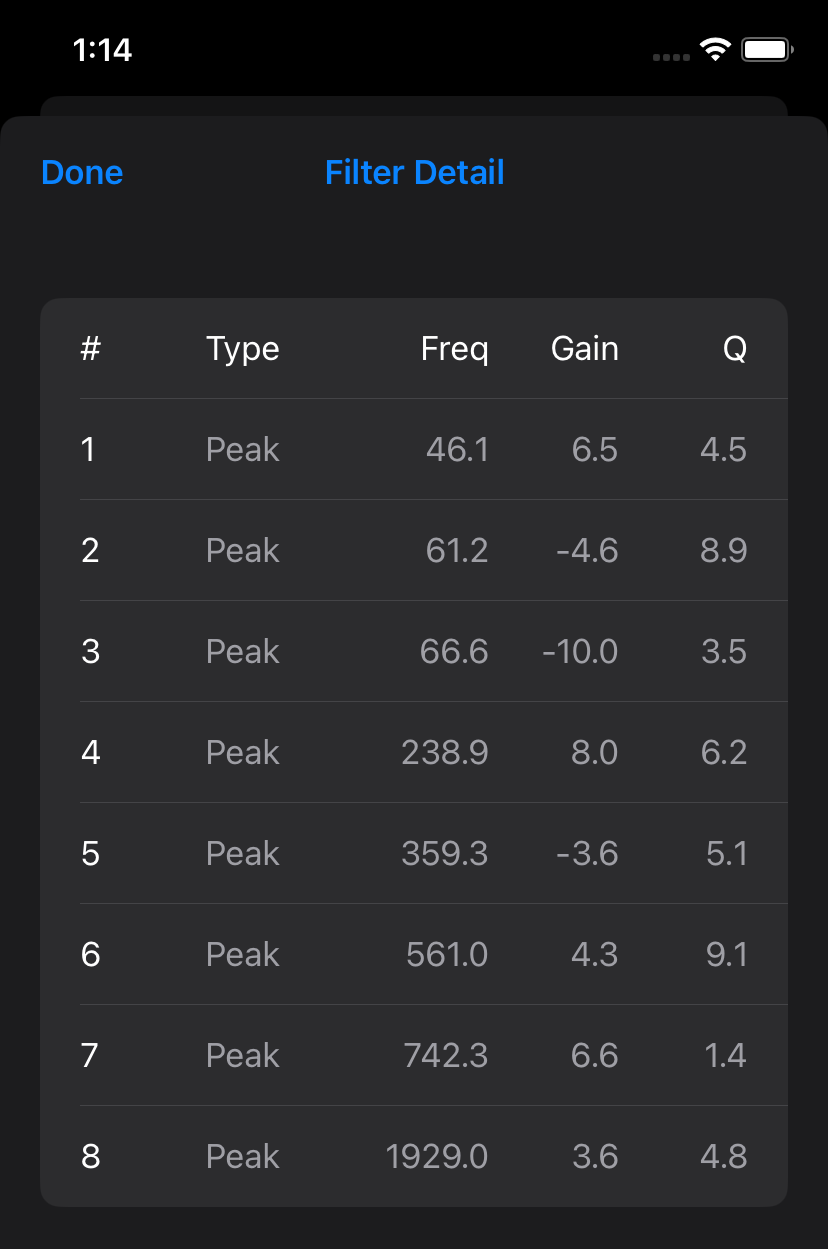 1:14
Done Filter Detail
# Type Freq Gain Q
1 Peak 46.1 6.5 4.5
2 Peak 61.2 -4.6 8.9
3 Peak 66.6 -10.0 3.5
4 Peak 238.9 8.0 6.2
5 Peak 359.3 -3.6 5.1
6 Peak 561.0 4.3 9.1
7 Peak 742.3 6.6 1.4
8 Peak 1929.0 3.6 4.8